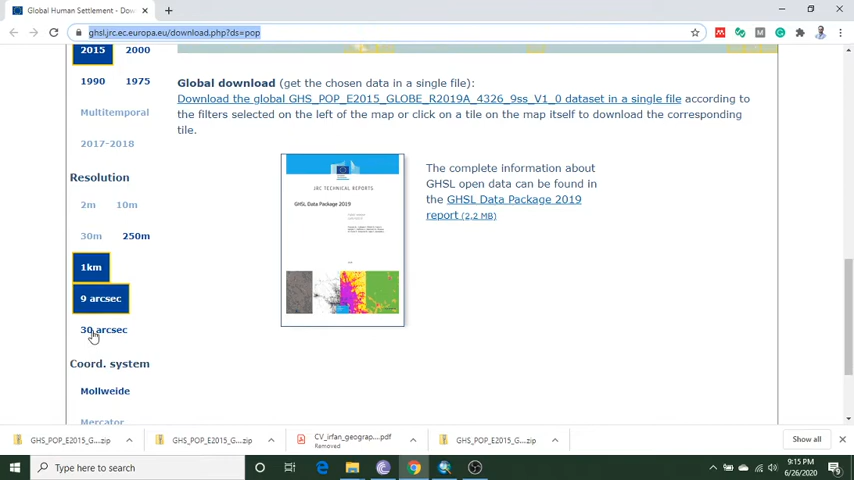 Global Human Settlement - Dow
ghsl.jrc.ec.europa.eu/download.php?ds=pop
2015 2000
1990 1975
Multitemporal
2017-2018
Resolution
2m 10m
30m 250m
1km
9 arcsec
30 arcsec
Coord. system
Mollweide
Mercator
Global download (get the chosen data in a single file):
Download the global GHS_POP_E2015_GLOBE_R2019A_4326_9ss_V1_0 dataset in a single file according to
the filters selected on the left of the map or click on a tile on the map itself to download the corresponding
tile.
JRC TECHNICAL REPORTS
GHSL Data Package 2019
The complete information about
GHSL open data can be found in
the GHSL Data Package 2019
report (2,2 MB)
GHS_POP_E2015_G....zip
GHS_POP_E2015_G....zip
CV_irfan_geograp....pdf
Removed
GHS_POP_E2015_G....zip
Show all
Type here to search
9:15 PM
6/26/2020